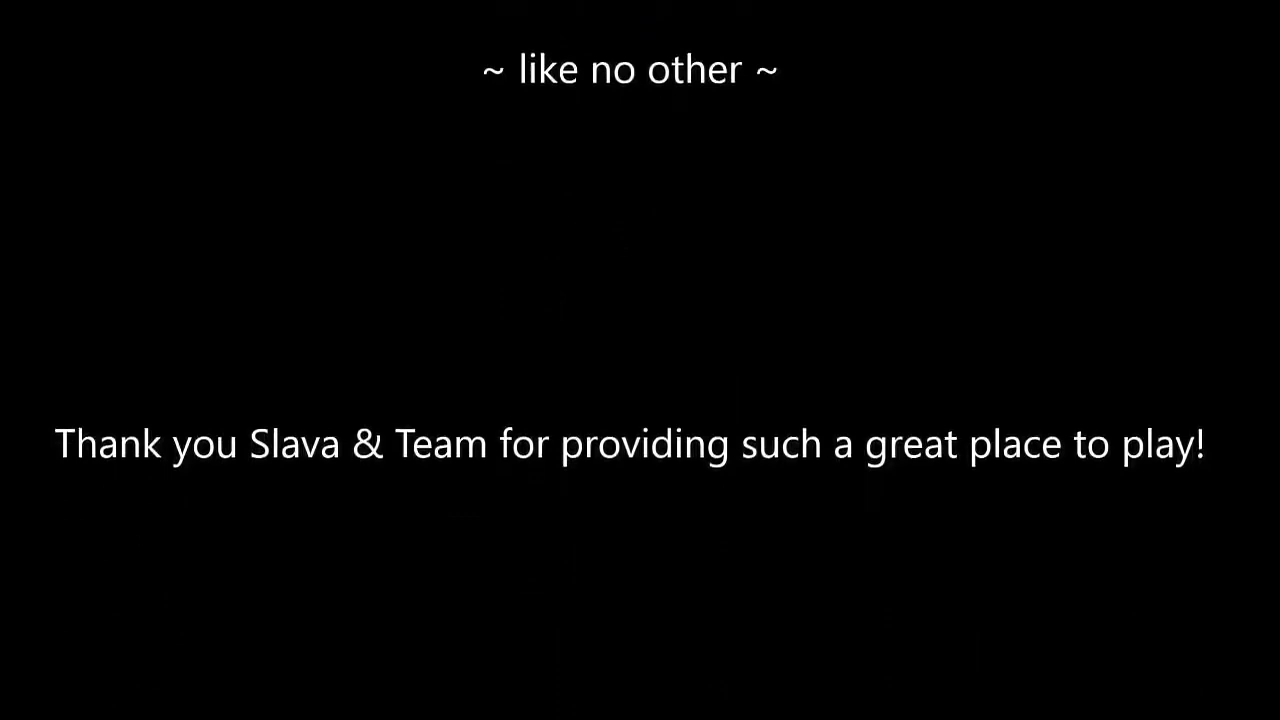 ~ like no other ~
Thank you Slava & Team for providing such a great place to play!